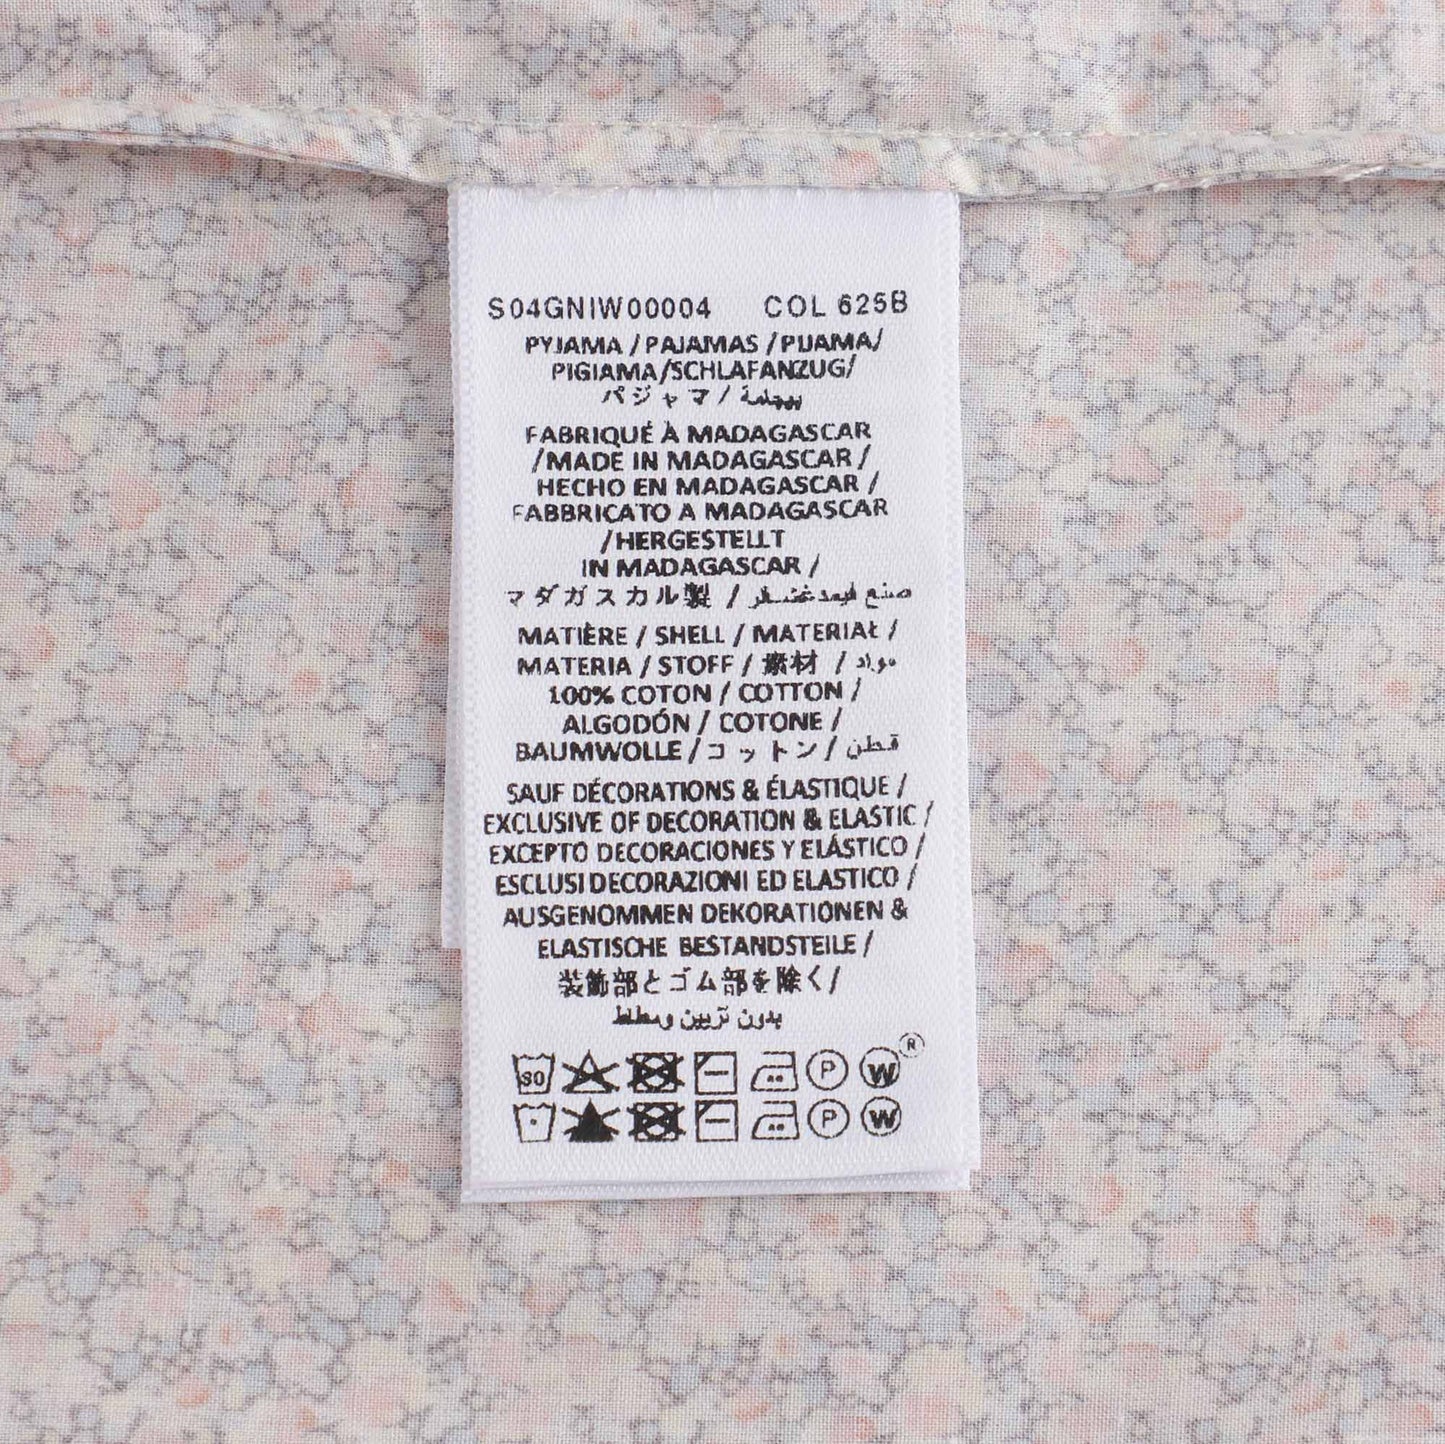 S04GNIW00004 COL 625B
PYJAMA / PAJAMAS / PIJAMA/
PIGIAMA/SCHLAFANZUG/
パジャマ /
FABRIQUÉ À MADAGASCAR
/MADE IN MADAGASCAR /
HECHO EN MADAGASCAR /
FABBRICATO A MADAGASCAR
/HERGESTELLT
IN MADAGASCAR /
マダガスカル製 / صنع
MATIÈRE / SHELL / MATERIAL /
MATERIA / STOFF / 素材 / مواد
100% COTON / COTTON /
ALGODÓN / COTONE /
BAUMWOLLE / コットン / قطن
SAUF DÉCORATIONS & ÉLASTIQUE /
EXCLUSIVE OF DECORATION & ELASTIC /
EXCEPTO DECORACIONES Y ELÁSTICO /
ESCLUSI DECORAZIONI ED ELASTICO /
AUSGENOMMEN DEKORATIONEN &
ELASTISCHE BESTANDSTEILE /
装飾部とゴム部を除く/
بدون تزيين ومطاط
30 P W ®
P W